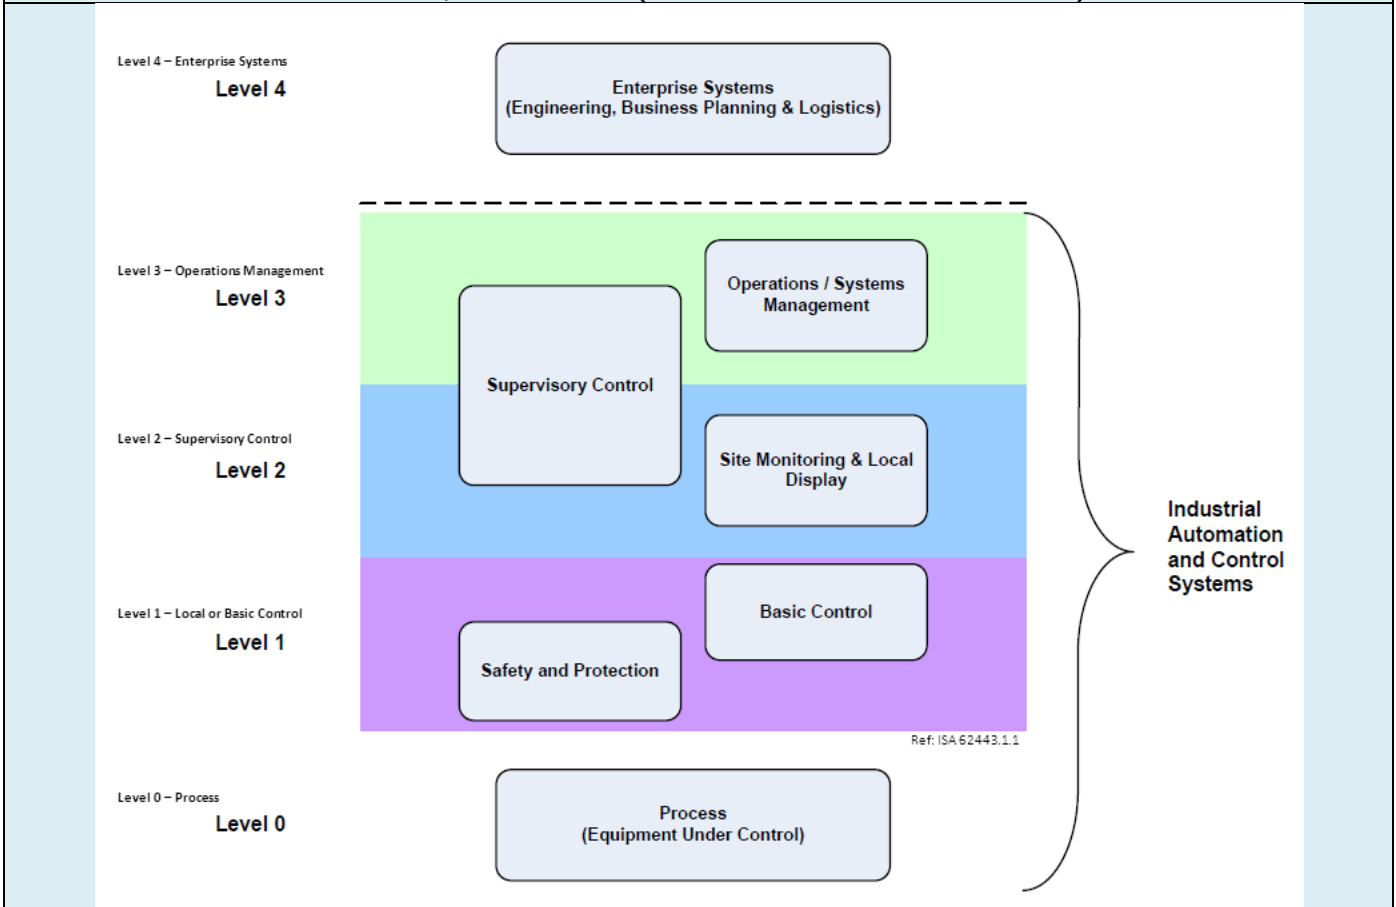 Level 4 – Enterprise Systems
Level 4
Enterprise Systems
(Engineering, Business Planning & Logistics)
Level 3 – Operations Management
Level 3
Operations / Systems
Management
Supervisory Control
Level 2 – Supervisory Control
Level 2
Site Monitoring & Local
Display
Industrial
Automation
and Control
Systems
Level 1 – Local or Basic Control
Level 1
Basic Control
Safety and Protection
Ref: ISA 62443.1.1
Level 0 – Process
Level 0
Process
(Equipment Under Control)